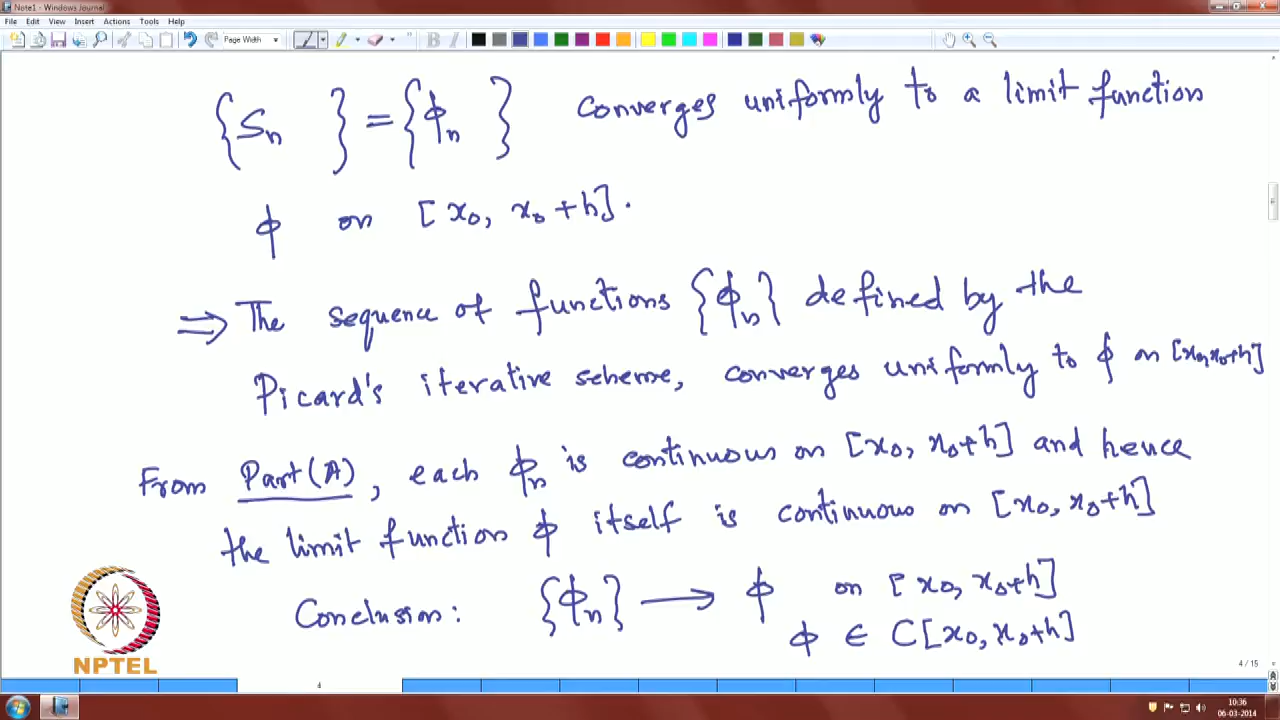 Note1 - Windows Journal
File Edit View Insert Actions Tools Help
Page Width
{Sn} = {ϕn} Converges uniformly to a limit function
ϕ on [x₀, x₀+h].
⇒ The sequence of functions {ϕn} defined by the
Picard's iterative scheme, converges uniformly to ϕ on [x₀,x₀+h]
From Part(A), each ϕn is continuous on [x₀, x₀+h] and hence
the limit function ϕ itself is continuous on [x₀, x₀+h]
Conclusion: {ϕn} ⟶ ϕ on [x₀, x₀+h]
ϕ ∈ C[x₀, x₀+h]
NPTEL
4 / 15
4
10:36
06-03-2014